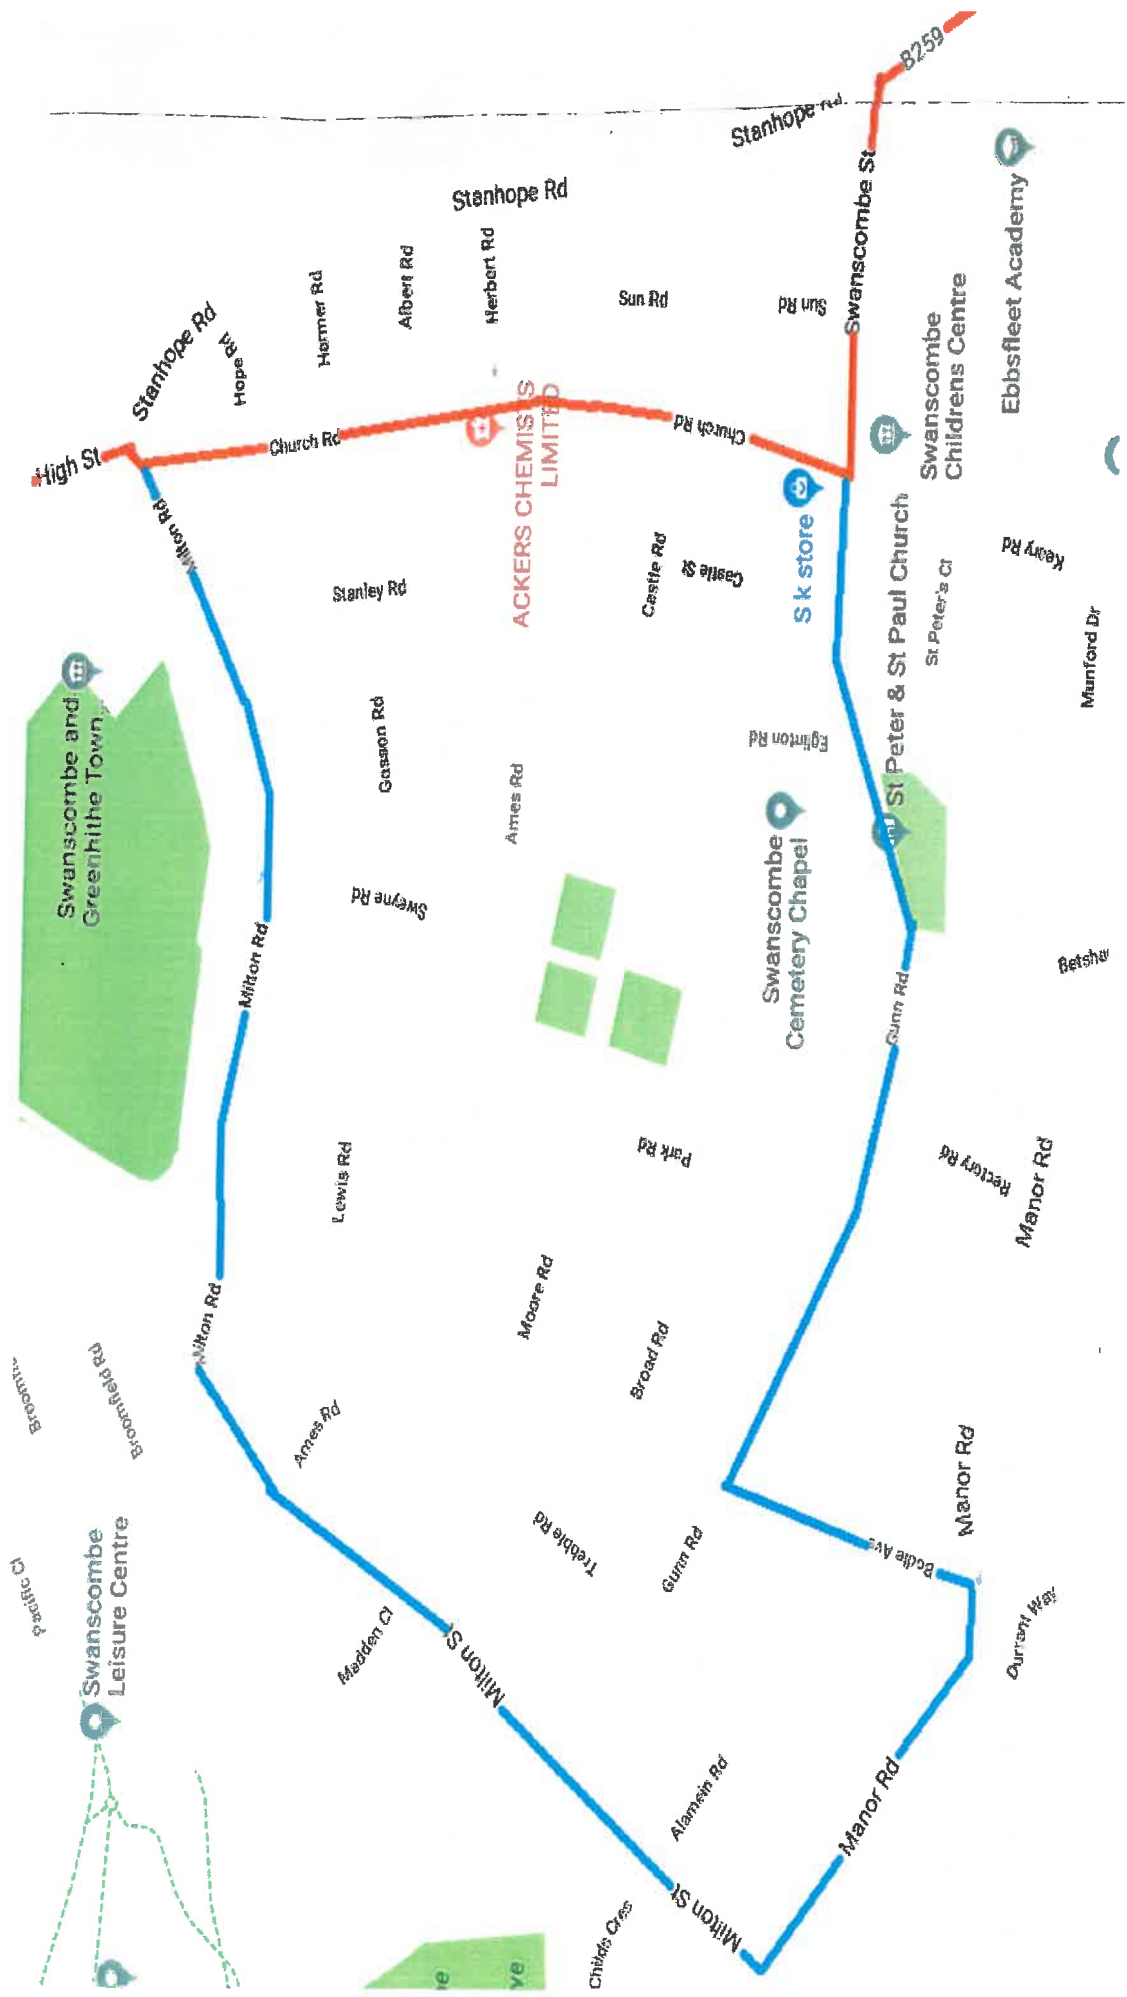 B259
Stanhope Rd
Swanscombe St
Stanhope Rd
Ebbsfleet Academy
Herbert Rd
Albert Rd
Harmer Rd
Sun Rd
Sun Rd
Stanhope Rd
Hope Rd
Swanscombe
Childrens Centre
High St
Church Rd
Church Rd
ACKERS CHEMISTS
LIMITED
Milton Rd
Stanley Rd
Castle Rd
Castle St
S k store
St Peter & St Paul Church
St Peter's Cl
Keary Rd
Munford Dr
Swanscombe and
Greenhithe Town
Gasson Rd
Ames Rd
Eglinton Rd
Swanscombe
Cemetery Chapel
Sweyne Rd
Milton Rd
Gunn Rd
Betsha
Lewis Rd
Park Rd
Rectory Rd
Manor Rd
Milton Rd
Moore Rd
Broad Rd
Broomfield Rd
Ames Rd
Manor Rd
Trebble Rd
Gunn Rd
Bodle Ave
Pacific Cl
Swanscombe
Leisure Centre
Madden Cl
Milton St
Durrant Way
Alamein Rd
Manor Rd
Milton St
Childs Cres